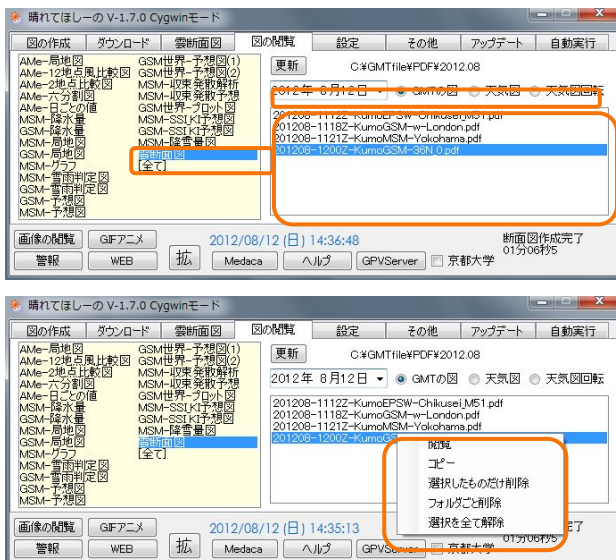 晴れてほしーの V-1.7.0 Cygwinモード
図の作成 ダウンロード 雲断面図 図の閲覧 設定 その他 アップデート 自動実行
AMe-局地図 GSM世界-予想図(1)
AMe-12地点風比較図 GSM世界-予想図(2)
AMe-2地点比較図 MSM-収束発散解析
AMe-六分割図 MSM-収束発散予想
AMe-日ごとの値 GSM世界-プロット図
MSM-降水量 MSM-SSI,KI予想図
GSM-降水量 GSM-SSI,KI予想図
MSM-局地図 MSM-降雪量図
GSM-局地図 雲断面図
MSM-グラフ [全て]
MSM-雪雨判定図
GSM-雪雨判定図
GSM-予想図
MSM-予想図
更新 C:¥GMTfile¥PDF¥2012.08
2012年 8月12日 GMTの図 天気図 天気図回転
201208-1112Z-KumoEPSW-Chikusei,M51.pdf
201208-1118Z-KumoGSM-w-London.pdf
201208-1121Z-KumoMSM-Yokohama.pdf
201208-1200Z-KumoGSM-36N_0.pdf
画像の閲覧 GIFアニメ 2012/08/12 (日) 14:36:48 断面図作成完了
01分06秒5
警報 WEB 拡 Medaca ヘルプ GPVServer 京都大学
晴れてほしーの V-1.7.0 Cygwinモード
図の作成 ダウンロード 雲断面図 図の閲覧 設定 その他 アップデート 自動実行
AMe-局地図 GSM世界-予想図(1)
AMe-12地点風比較図 GSM世界-予想図(2)
AMe-2地点比較図 MSM-収束発散解析
AMe-六分割図 MSM-収束発散予想
AMe-日ごとの値 GSM世界-プロット図
MSM-降水量 MSM-SSI,KI予想図
GSM-降水量 GSM-SSI,KI予想図
MSM-局地図 MSM-降雪量図
GSM-局地図 雲断面図
MSM-グラフ [全て]
MSM-雪雨判定図
GSM-雪雨判定図
GSM-予想図
MSM-予想図
更新 C:¥GMTfile¥PDF¥2012.08
2012年 8月12日 GMTの図 天気図 天気図回転
201208-1112Z-KumoEPSW-Chikusei,M51.pdf
201208-1118Z-KumoGSM-w-London.pdf
201208-1121Z-KumoMSM-Yokohama.pdf
201208-1200Z-KumoGS
閲覧
コピー
選択したものだけ削除
フォルダごと削除
選択を全て解除
画像の閲覧 GIFアニメ 2012/08/12 (日) 14:35:13 完了
01分06秒5
警報 WEB 拡 Medaca ヘルプ GPVServer 京都大学